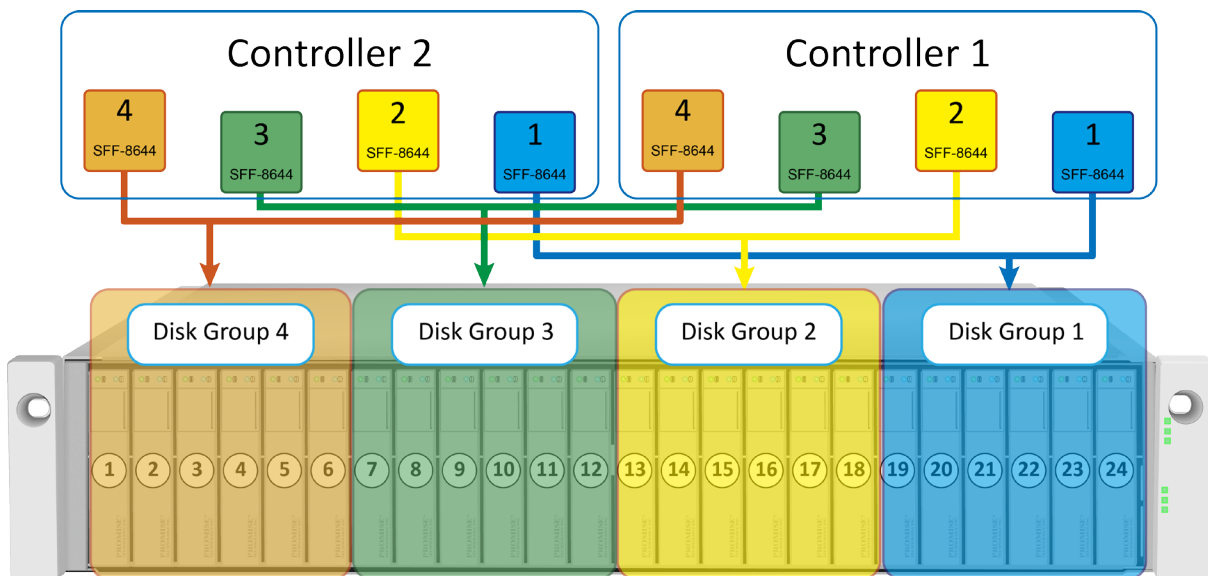 Controller 2
Controller 1
4
SFF-8644
3
SFF-8644
2
SFF-8644
1
SFF-8644
4
SFF-8644
3
SFF-8644
2
SFF-8644
1
SFF-8644
Disk Group 4
Disk Group 3
Disk Group 2
Disk Group 1
1 2 3 4 5 6 7 8 9 10 11 12 13 14 15 16 17 18 19 20 21 22 23 24